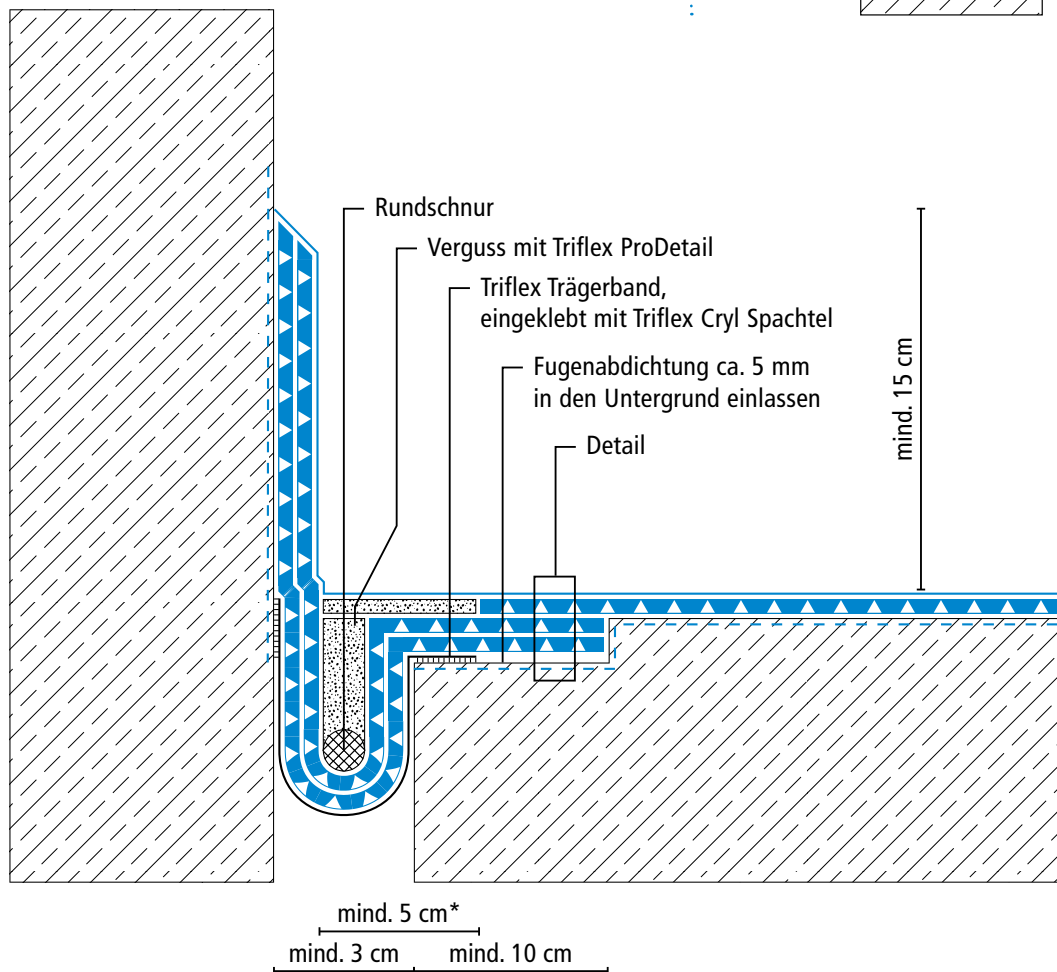 Rundschnur
Verguss mit Triflex ProDetail
Triflex Trägerband,
eingeklebt mit Triflex Cryl Spachtel
Fugenabdichtung ca. 5 mm
in den Untergrund einlassen
Detail
mind. 15 cm
mind. 5 cm*
mind. 3 cm
mind. 10 cm